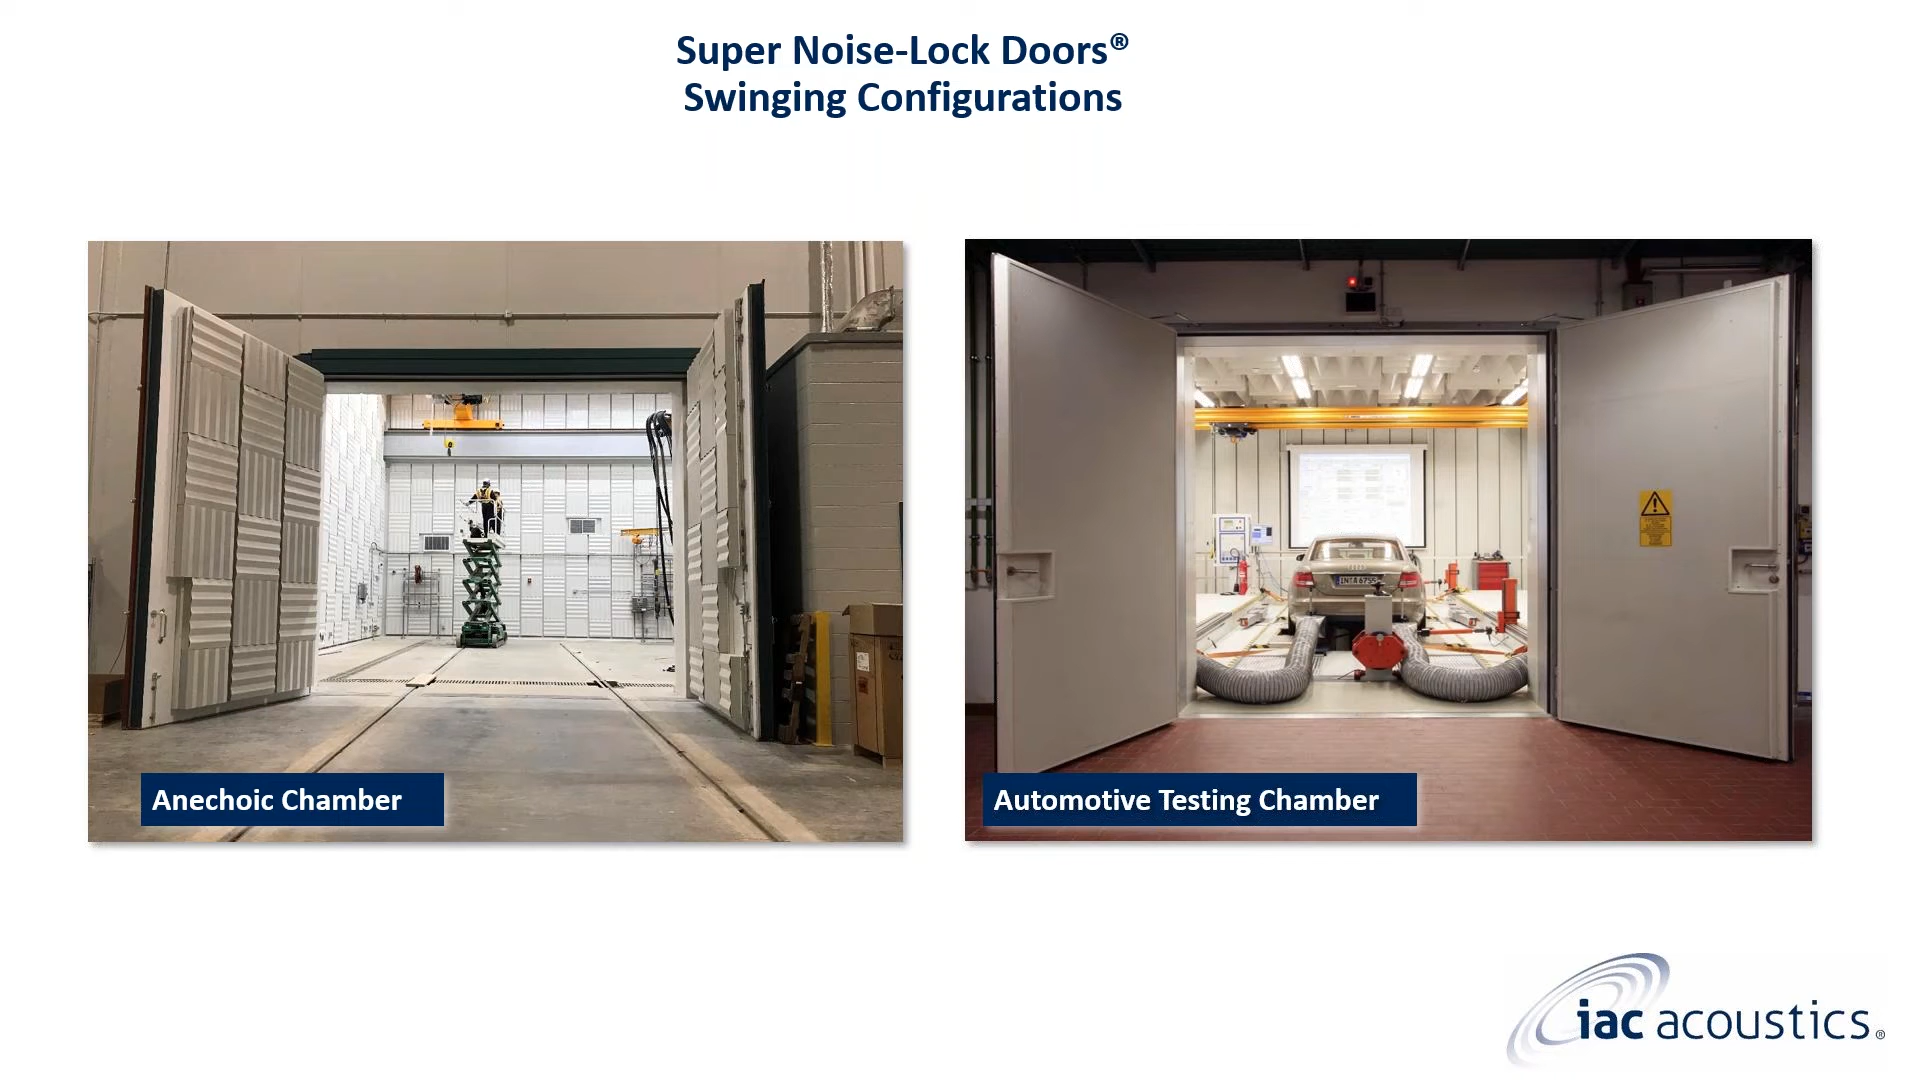 Super Noise-Lock Doors®
Swinging Configurations
Anechoic Chamber
Automotive Testing Chamber
iac acoustics®